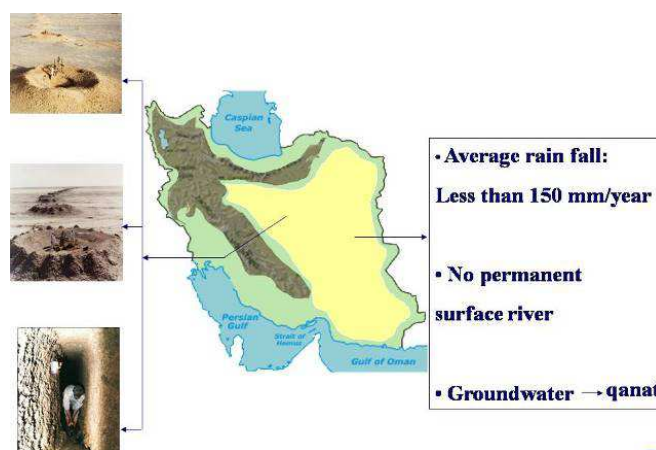 Caspian
Sea
• Average rain fall:
Less than 150 mm/year
• No permanent
surface river
• Groundwater → qanat
Persian
Gulf
Strait of
Hormus
Gulf of Oman